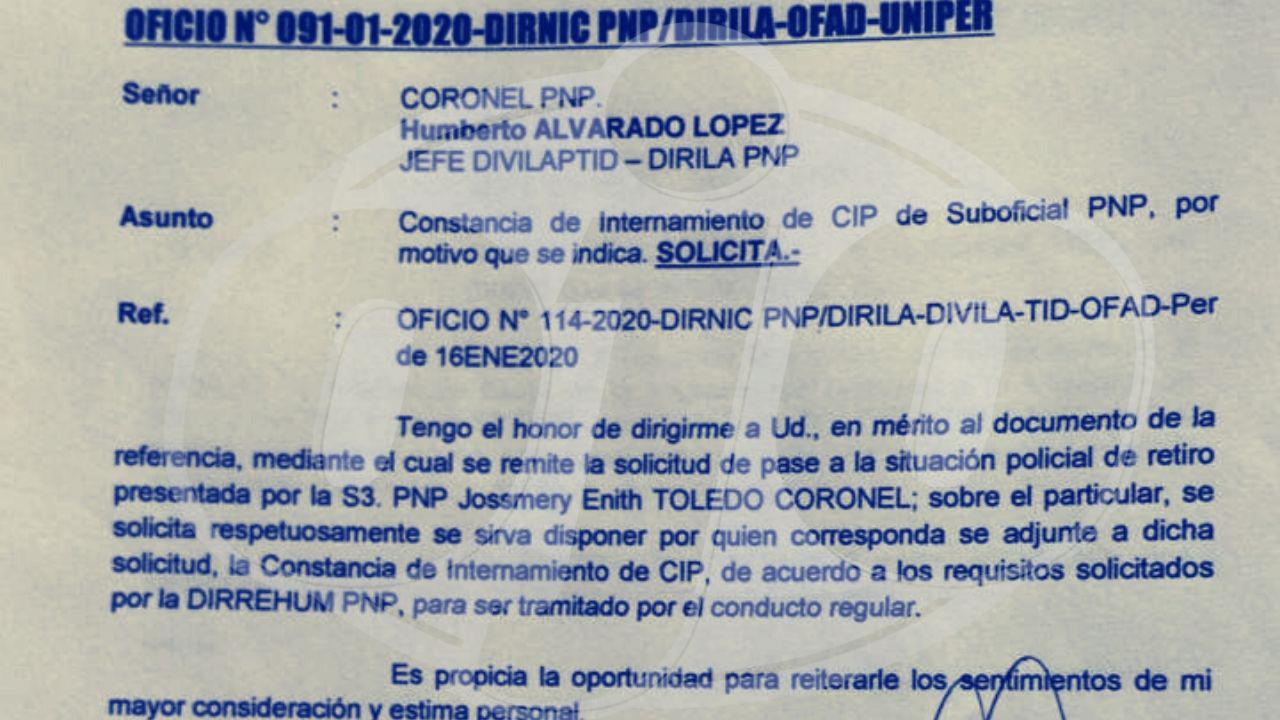 OFICIO N° 091-01-2020-DIRNIC PNP/DIRILA-OFAD-UNIPER
Señor : CORONEL PNP.
Humberto ALVARADO LOPEZ
JEFE DIVILAPTID – DIRILA PNP
Asunto : Constancia de Internamiento de CIP de Suboficial PNP, por
motivo que se indica. SOLICITA.-
Ref. : OFICIO N° 114-2020-DIRNIC PNP/DIRILA-DIVILA-TID-OFAD-Per
de 16ENE2020
Tengo el honor de dirigirme a Ud., en mérito al documento de la
referencia, mediante el cual se remite la solicitud de pase a la situación policial de retiro
presentada por la S3. PNP Jossmery Enith TOLEDO CORONEL; sobre el particular, se
solicita respetuosamente se sirva disponer por quien corresponda se adjunte a dicha
solicitud, la Constancia de Internamiento de CIP, de acuerdo a los requisitos solicitados
por la DIRREHUM PNP, para ser tramitado por el conducto regular.
Es propicia la oportunidad para reiterarle los sentimientos de mi
mayor consideración y estima personal.
ojo